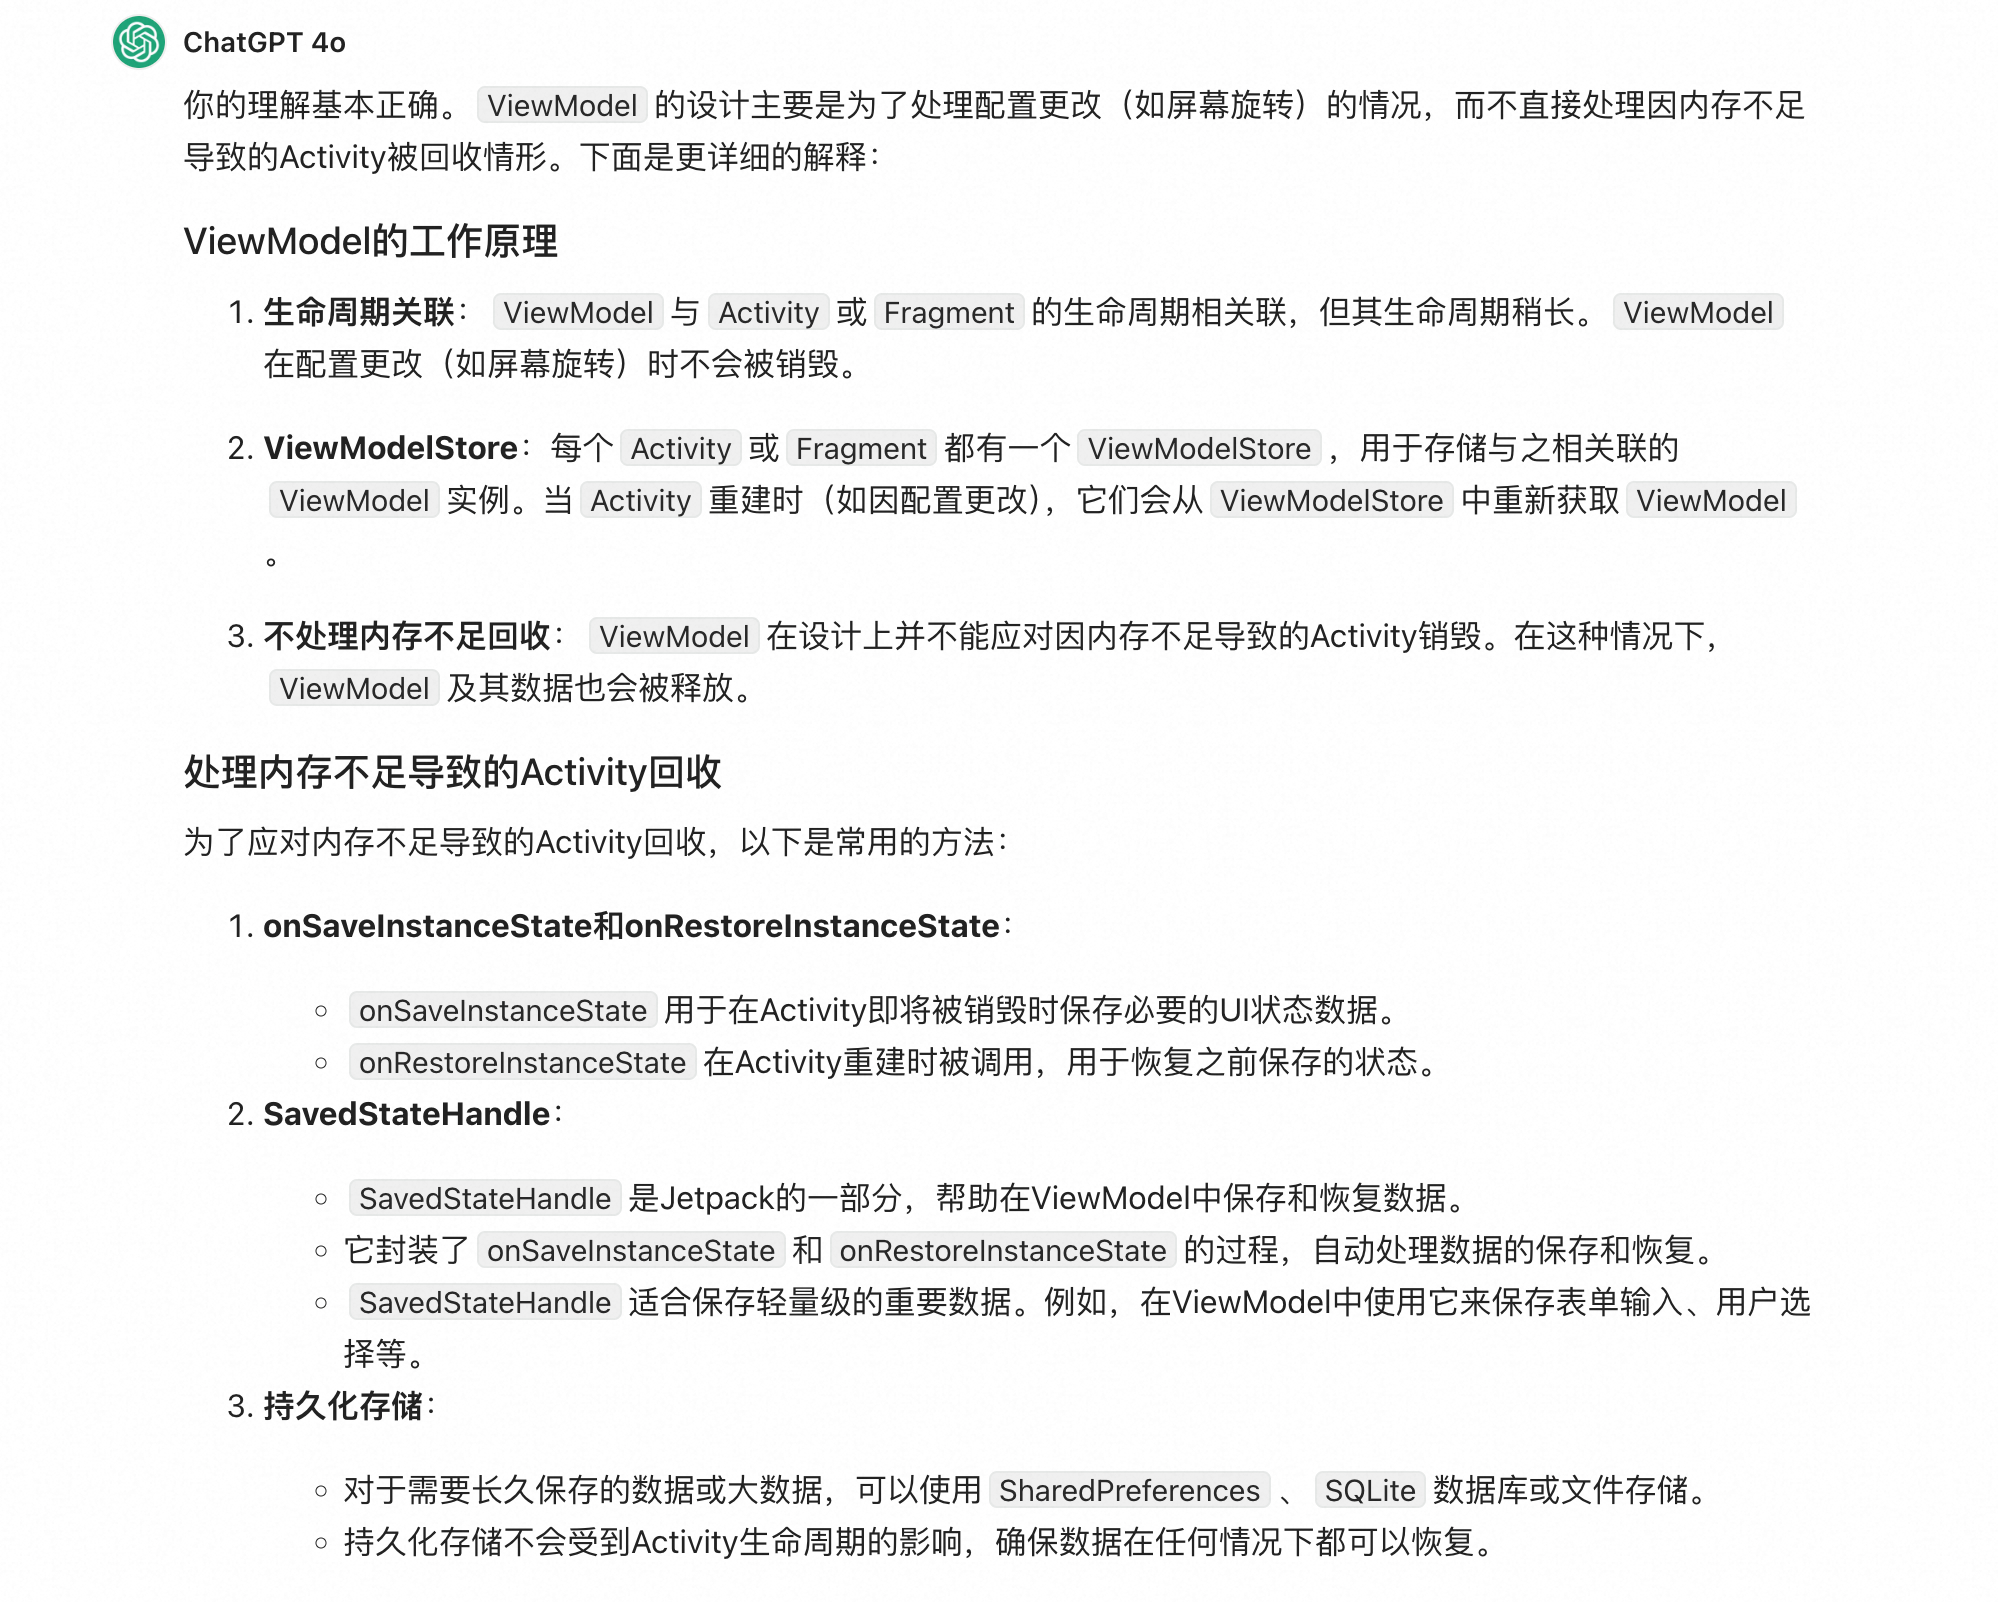 ChatGPT 4o
你的理解基本正确。 ViewModel 的设计主要是为了处理配置更改（如屏幕旋转）的情况，而不直接处理因内存不足
导致的Activity被回收情形。下面是更详细的解释：
ViewModel的工作原理
1. 生命周期关联： ViewModel 与 Activity 或 Fragment 的生命周期相关联，但其生命周期稍长。 ViewModel
在配置更改（如屏幕旋转）时不会被销毁。
2. ViewModelStore：每个 Activity 或 Fragment 都有一个 ViewModelStore ，用于存储与之相关联的
ViewModel 实例。当 Activity 重建时（如因配置更改），它们会从 ViewModelStore 中重新获取 ViewModel
。
3. 不处理内存不足回收： ViewModel 在设计上并不能应对因内存不足导致的Activity销毁。在这种情况下，
ViewModel 及其数据也会被释放。
处理内存不足导致的Activity回收
为了应对内存不足导致的Activity回收，以下是常用的方法：
1. onSaveInstanceState和onRestoreInstanceState：
○ onSaveInstanceState 用于在Activity即将被销毁时保存必要的UI状态数据。
○ onRestoreInstanceState 在Activity重建时被调用，用于恢复之前保存的状态。
2. SavedStateHandle：
○ SavedStateHandle 是Jetpack的一部分，帮助在ViewModel中保存和恢复数据。
○ 它封装了 onSaveInstanceState 和 onRestoreInstanceState 的过程，自动处理数据的保存和恢复。
○ SavedStateHandle 适合保存轻量级的重要数据。例如，在ViewModel中使用它来保存表单输入、用户选
择等。
3. 持久化存储：
○ 对于需要长久保存的数据或大数据，可以使用 SharedPreferences 、 SQLite 数据库或文件存储。
○ 持久化存储不会受到Activity生命周期的影响，确保数据在任何情况下都可以恢复。